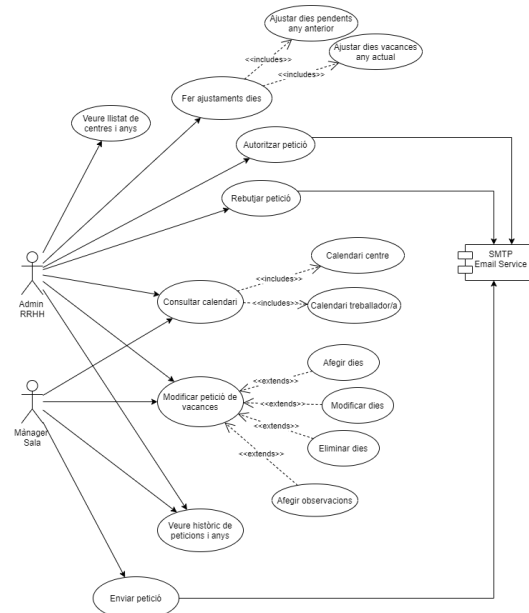 Ajustar dies pendents
any anterior
Ajustar dies vacances
any actual
<<includes>>
<<includes>>
Fer ajustaments dies
Veure llistat de
centres i anys
Autoritzar petició
Rebutjar petició
SMTP
Email Service
Calendari centre
<<includes>>
Admin
RRHH
Consultar calendari
<<includes>>
Calendari treballador/a
Afegir dies
<<extends>>
Mánager
Sala
Modificar petició de
vacances
<<extends>>
Modificar dies
<<extends>>
Eliminar dies
<<extends>>
Afegir observacions
Veure històric de
peticions i anys
Enviar petició